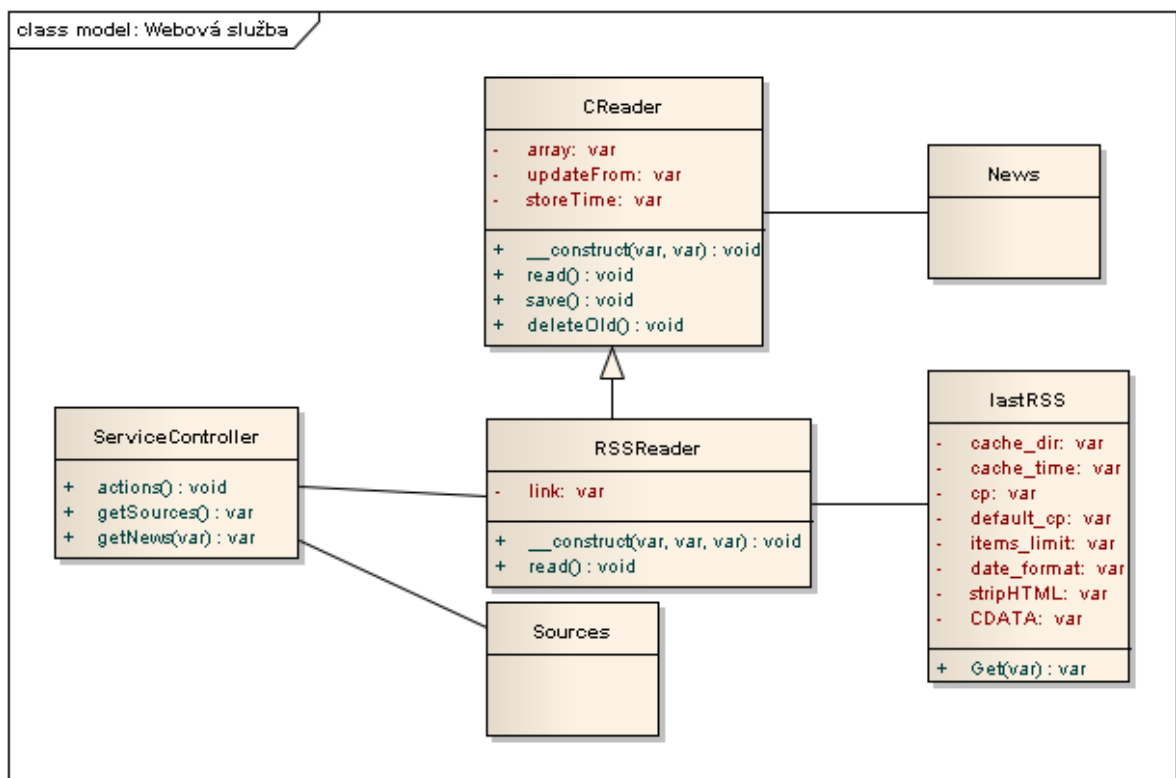 class model: Webová služba
CReader
- array: var
- updateFrom: var
- storeTime: var
+ __construct(var, var) : void
+ read() : void
+ save() : void
+ deleteOld() : void
News
ServiceController
+ actions() : void
+ getSources() : var
+ getNews(var) : var
RSSReader
- link: var
+ __construct(var, var, var) : void
+ read() : void
Sources
lastRSS
- cache_dir: var
- cache_time: var
- cp: var
- default_cp: var
- items_limit: var
- date_format: var
- stripHTML: var
- CDATA: var
+ Get(var) : var